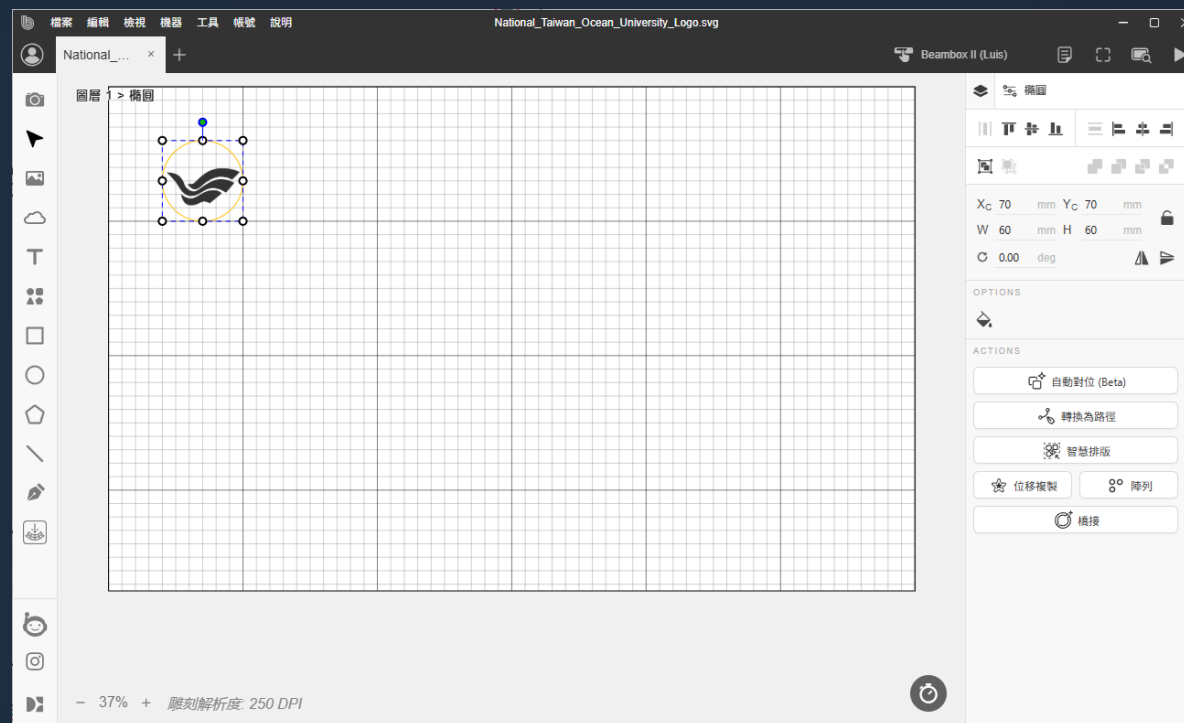 檔案 編輯 檢視 機器 工具 帳號 說明 National_Taiwan_Ocean_University_Logo.svg
National_... × Beambox II (Luis)
圖層 1 > 橢圓
橢圓
XC 70 mm YC 70 mm
W 60 mm H 60 mm
0.00 deg
OPTIONS
ACTIONS
自動對位 (Beta)
轉換為路徑
智慧排版
位移複製 陣列
橋接
− 37% + 雕刻解析度: 250 DPI